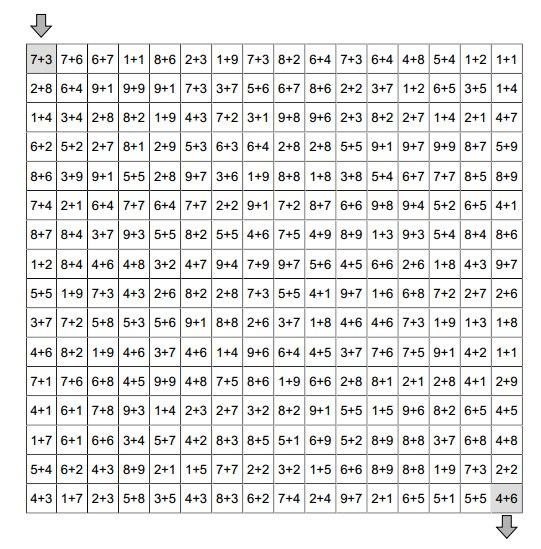 7+3 7+6 6+7 1+1 8+6 2+3 1+9 7+3 8+2 6+4 7+3 6+4 4+8 5+4 1+2 1+1
2+8 6+4 9+1 9+9 9+1 7+3 3+7 5+6 6+7 8+6 2+2 3+7 1+2 6+5 3+5 1+4
1+4 3+4 2+8 8+2 1+9 4+3 7+2 3+1 9+8 9+6 2+3 8+2 2+7 1+4 2+1 4+7
6+2 5+2 2+7 8+1 2+9 5+3 6+3 6+4 2+8 2+8 5+5 9+1 9+7 9+9 8+7 5+9
8+6 3+9 9+1 5+5 2+8 9+7 3+6 1+9 8+8 1+8 3+8 5+4 6+7 7+7 8+5 8+9
7+4 2+1 6+4 7+7 6+4 7+7 2+2 9+1 7+2 8+7 6+6 9+8 9+4 5+2 6+5 4+1
8+7 8+4 3+7 9+3 5+5 8+2 5+5 4+6 7+5 4+9 8+9 1+3 9+3 5+4 8+4 8+6
1+2 8+4 4+6 4+8 3+2 4+7 9+4 7+9 9+7 5+6 4+5 6+6 2+6 1+8 4+3 9+7
5+5 1+9 7+3 4+3 2+6 8+2 2+8 7+3 5+5 4+1 9+7 1+6 6+8 7+2 2+7 2+6
3+7 7+2 5+8 5+3 5+6 9+1 8+8 2+6 3+7 1+8 4+6 4+6 7+3 1+9 1+3 1+8
4+6 8+2 1+9 4+6 3+7 4+6 1+4 9+6 6+4 4+5 3+7 7+6 7+5 9+1 4+2 1+1
7+1 7+6 6+8 4+5 9+9 4+8 7+5 8+6 1+9 6+6 2+8 8+1 2+1 2+8 4+1 2+9
4+1 6+1 7+8 9+3 1+4 2+3 2+7 3+2 8+2 9+1 5+5 1+5 9+6 8+2 6+5 4+5
1+7 6+1 6+6 3+4 5+7 4+2 8+3 8+5 5+1 6+9 5+2 8+9 8+8 3+7 6+8 4+8
5+4 6+2 4+3 8+9 2+1 1+5 7+7 2+2 3+2 1+5 6+6 8+9 8+8 1+9 7+3 2+2
4+3 1+7 2+3 5+8 3+5 4+3 8+3 6+2 7+4 2+4 9+7 2+1 6+5 5+1 5+5 4+6